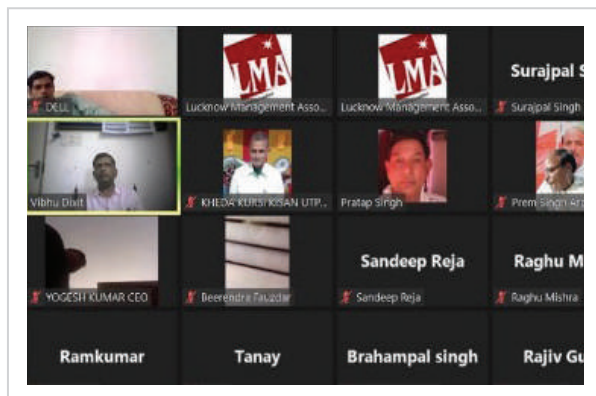 DELL
LMA
Lucknow Management Asso...
LMA
Lucknow Management Asso...
Surajpal S
Surajpal Singh
Vibhu Dixit
KHEDA KURSI KISAN UTP...
Pratap Singh
Prem Singh
YOGESH KUMAR CEO
Beerendra Fauzdar
Sandeep Reja
Sandeep Reja
Raghu M
Raghu Mishra
Ramkumar
Tanay
Brahampal singh
Rajiv Gu